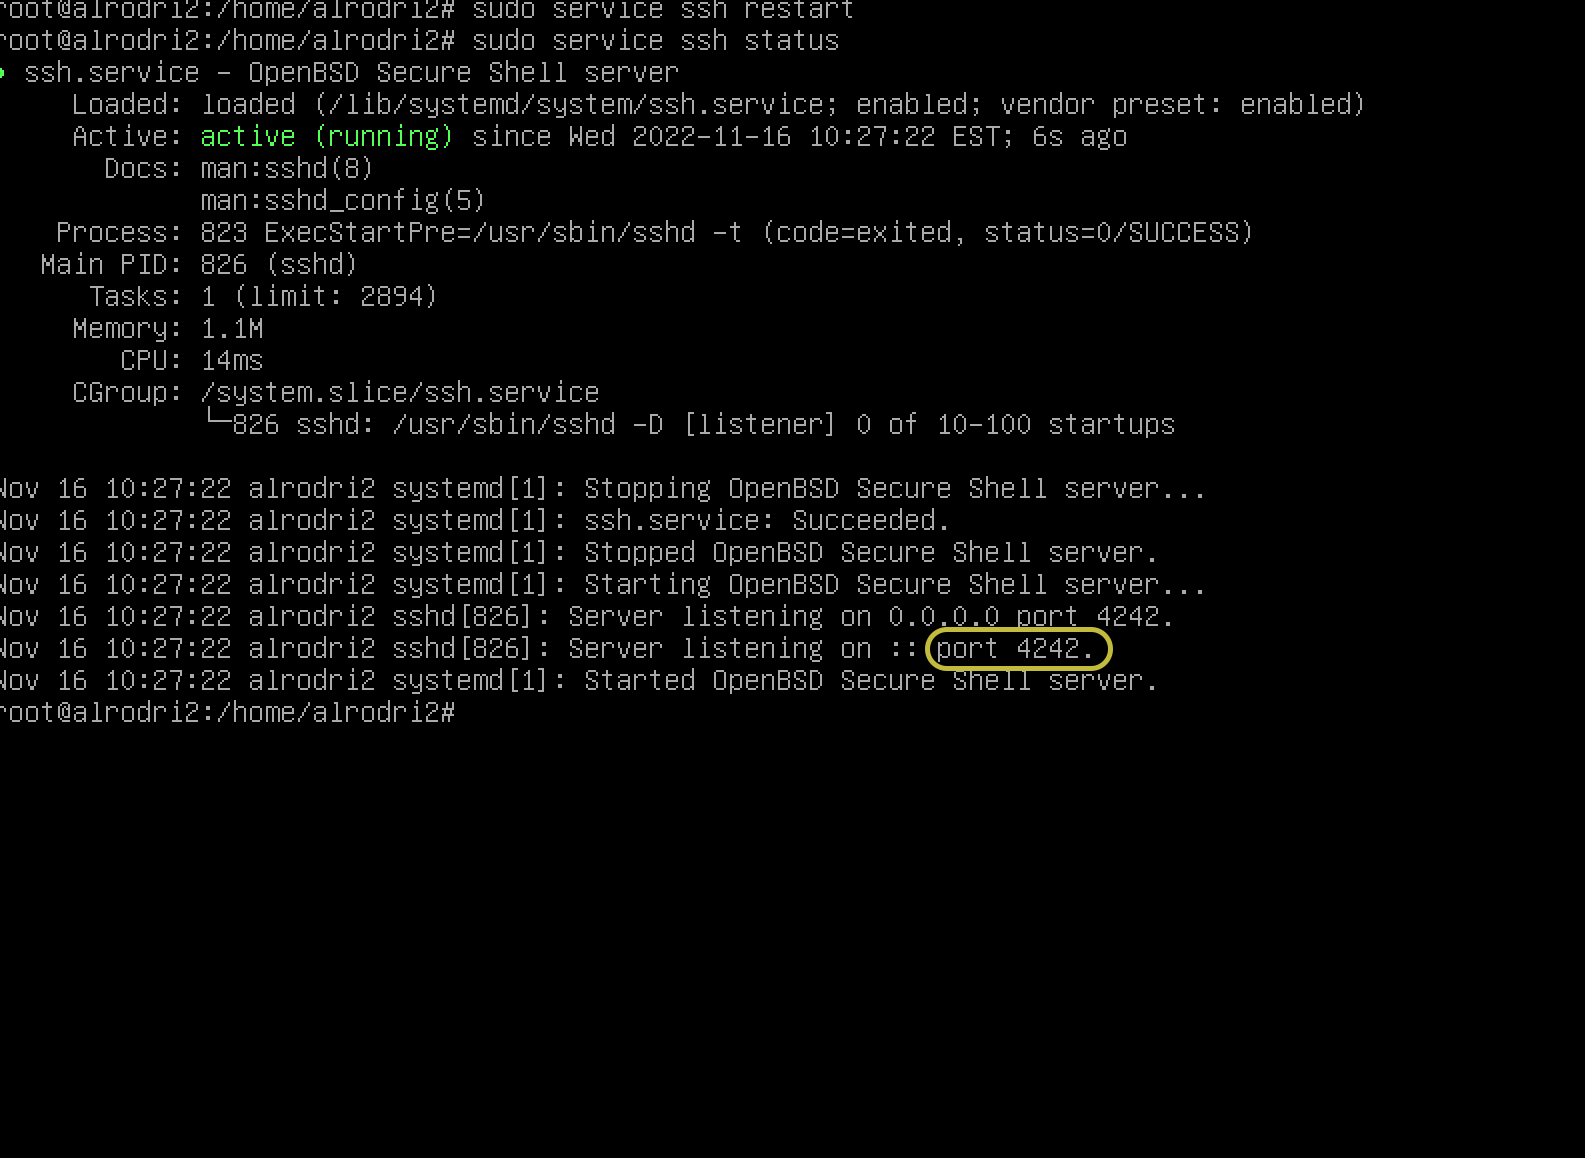 root@alrodri2:/home/alrodri2# sudo service ssh restart
root@alrodri2:/home/alrodri2# sudo service ssh status
● ssh.service - OpenBSD Secure Shell server
     Loaded: loaded (/lib/systemd/system/ssh.service; enabled; vendor preset: enabled)
     Active: active (running) since Wed 2022-11-16 10:27:22 EST; 6s ago
       Docs: man:sshd(8)
             man:sshd_config(5)
    Process: 823 ExecStartPre=/usr/sbin/sshd -t (code=exited, status=0/SUCCESS)
   Main PID: 826 (sshd)
      Tasks: 1 (limit: 2894)
     Memory: 1.1M
        CPU: 14ms
     CGroup: /system.slice/ssh.service
             └─826 sshd: /usr/sbin/sshd -D [listener] 0 of 10-100 startups

Nov 16 10:27:22 alrodri2 systemd[1]: Stopping OpenBSD Secure Shell server...
Nov 16 10:27:22 alrodri2 systemd[1]: ssh.service: Succeeded.
Nov 16 10:27:22 alrodri2 systemd[1]: Stopped OpenBSD Secure Shell server.
Nov 16 10:27:22 alrodri2 systemd[1]: Starting OpenBSD Secure Shell server...
Nov 16 10:27:22 alrodri2 sshd[826]: Server listening on 0.0.0.0 port 4242.
Nov 16 10:27:22 alrodri2 sshd[826]: Server listening on :: port 4242.
Nov 16 10:27:22 alrodri2 systemd[1]: Started OpenBSD Secure Shell server.
root@alrodri2:/home/alrodri2#